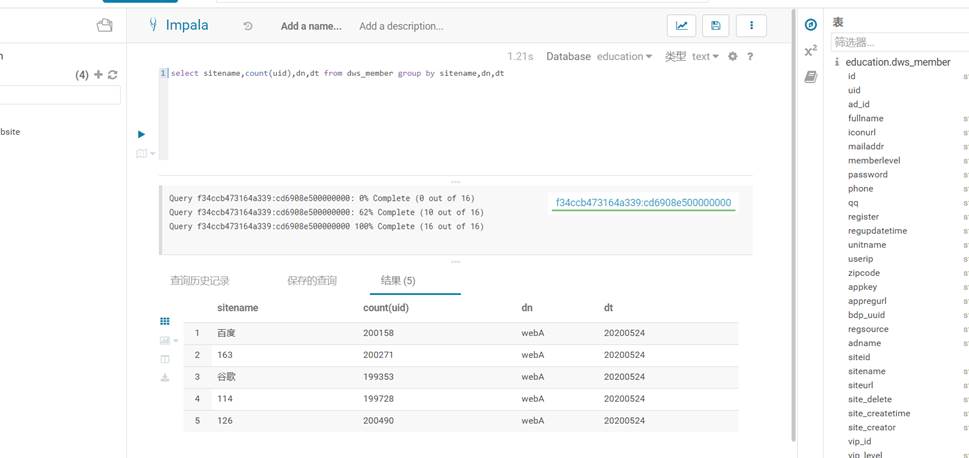 Impala
Add a name...
Add a description...
n
(4)
bsite
1.21s
Database education
类型 text
?
1 select sitename,count(uid),dn,dt from dws_member group by sitename,dn,dt
Query f34ccb473164a339:cd6908e500000000: 0% Complete (0 out of 16)
Query f34ccb473164a339:cd6908e500000000: 62% Complete (10 out of 16)
Query f34ccb473164a339:cd6908e500000000 100% Complete (16 out of 16)
f34ccb473164a339:cd6908e500000000
查询历史记录
保存的查询
结果 (5)
sitename count(uid) dn dt
1 百度 200158 webA 20200524
2 163 200271 webA 20200524
3 谷歌 199353 webA 20200524
4 114 199728 webA 20200524
5 126 200490 webA 20200524
x²
表
筛选器...
i education.dws_member
id s
uid
ad_id
fullname s
iconurl s
mailaddr s
memberlevel s
password s
phone s
qq s
register s
regupdatetime s
unitname s
userip s
zipcode s
appkey s
appregurl s
bdp_uuid s
regsource s
adname s
siteid
sitename s
siteurl s
site_delete s
site_createtime s
site_creator s
vip_id
vip_level s